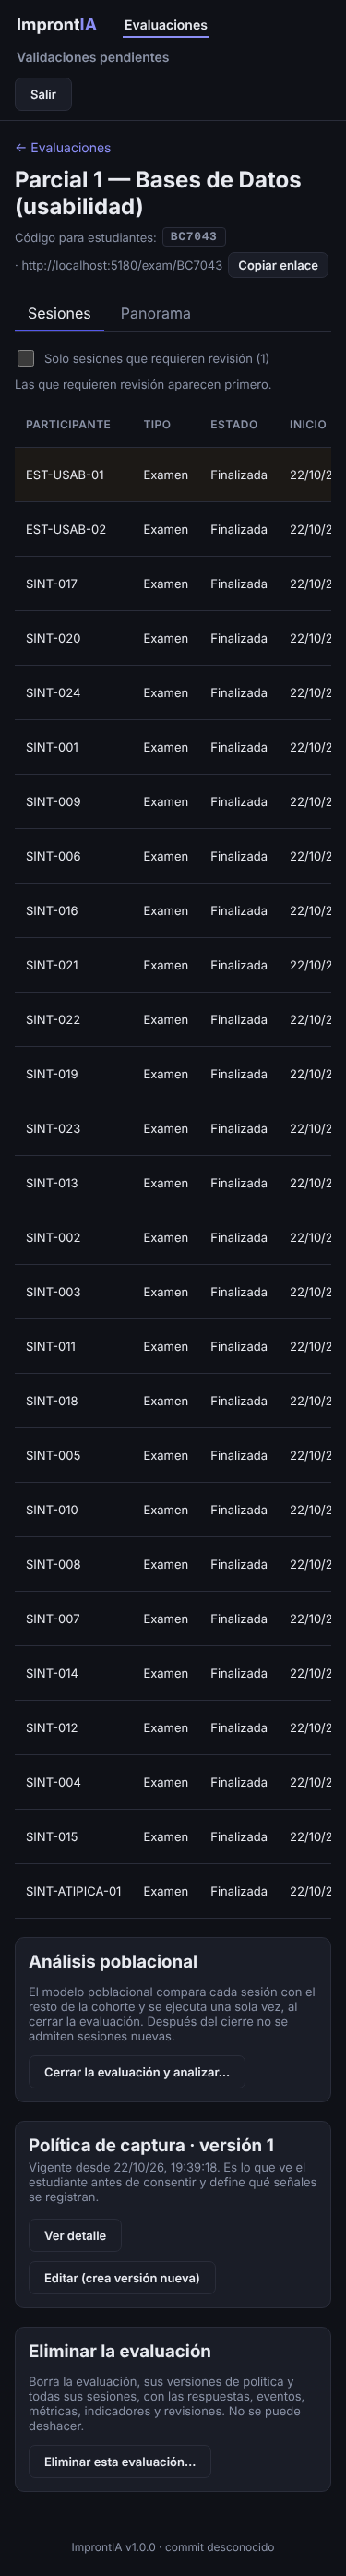 ImprontIA Evaluaciones
Validaciones pendientes
Salir
← Evaluaciones
Parcial 1 — Bases de Datos
(usabilidad)
Código para estudiantes: BC7043
· http://localhost:5180/exam/BC7043 Copiar enlace
Sesiones Panorama
Solo sesiones que requieren revisión (1)
Las que requieren revisión aparecen primero.
PARTICIPANTE TIPO ESTADO INICIO
EST-USAB-01 Examen Finalizada 22/10/2
EST-USAB-02 Examen Finalizada 22/10/2
SINT-017 Examen Finalizada 22/10/2
SINT-020 Examen Finalizada 22/10/2
SINT-024 Examen Finalizada 22/10/2
SINT-001 Examen Finalizada 22/10/2
SINT-009 Examen Finalizada 22/10/2
SINT-006 Examen Finalizada 22/10/2
SINT-016 Examen Finalizada 22/10/2
SINT-021 Examen Finalizada 22/10/2
SINT-022 Examen Finalizada 22/10/2
SINT-019 Examen Finalizada 22/10/2
SINT-023 Examen Finalizada 22/10/2
SINT-013 Examen Finalizada 22/10/2
SINT-002 Examen Finalizada 22/10/2
SINT-003 Examen Finalizada 22/10/2
SINT-011 Examen Finalizada 22/10/2
SINT-018 Examen Finalizada 22/10/2
SINT-005 Examen Finalizada 22/10/2
SINT-010 Examen Finalizada 22/10/2
SINT-008 Examen Finalizada 22/10/2
SINT-007 Examen Finalizada 22/10/2
SINT-014 Examen Finalizada 22/10/2
SINT-012 Examen Finalizada 22/10/2
SINT-004 Examen Finalizada 22/10/2
SINT-015 Examen Finalizada 22/10/2
SINT-ATIPICA-01 Examen Finalizada 22/10/2
Análisis poblacional
El modelo poblacional compara cada sesión con el
resto de la cohorte y se ejecuta una sola vez, al
cerrar la evaluación. Después del cierre no se
admiten sesiones nuevas.
Cerrar la evaluación y analizar…
Política de captura · versión 1
Vigente desde 22/10/26, 19:39:18. Es lo que ve el
estudiante antes de consentir y define qué señales
se registran.
Ver detalle
Editar (crea versión nueva)
Eliminar la evaluación
Borra la evaluación, sus versiones de política y
todas sus sesiones, con las respuestas, eventos,
métricas, indicadores y revisiones. No se puede
deshacer.
Eliminar esta evaluación…
ImprontIA v1.0.0 · commit desconocido